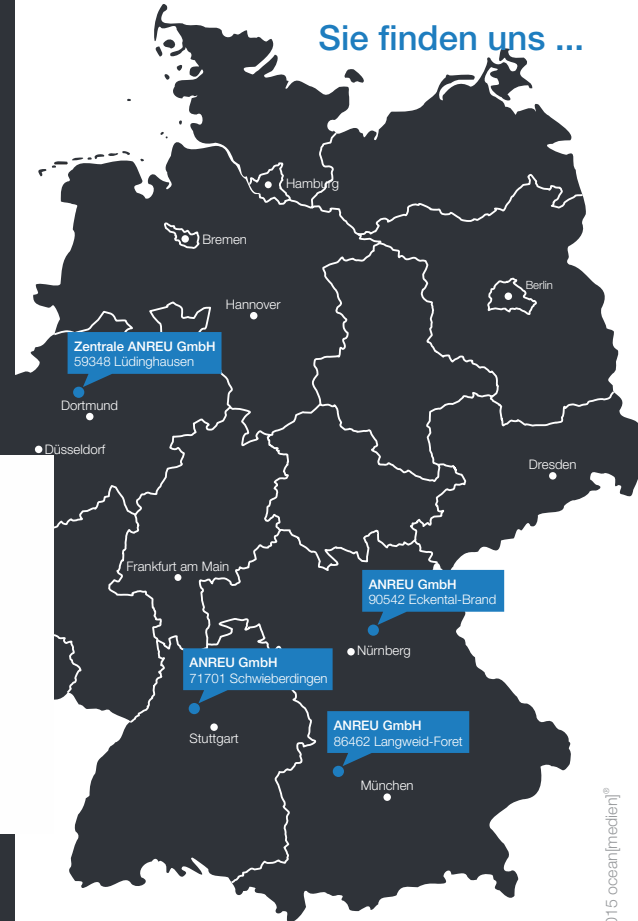 Sie finden uns ...
Hamburg
Bremen
Berlin
Hannover
Zentrale ANREU GmbH
59348 Lüdinghausen
Dortmund
Düsseldorf
Dresden
Frankfurt am Main
ANREU GmbH
90542 Eckental-Brand
Nürnberg
ANREU GmbH
71701 Schwieberdingen
Stuttgart
ANREU GmbH
86462 Langweid-Foret
München
015 ocean[medien]®